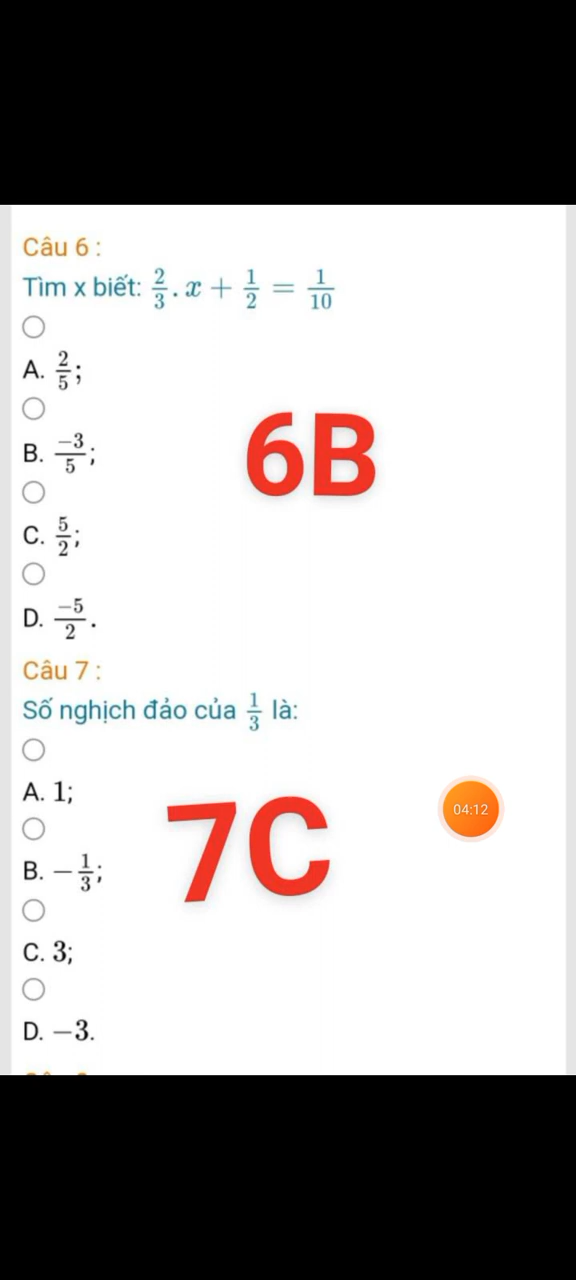 Câu 6 :
Tìm x biết: 2/3 . x + 1/2 = 1/10
A. 2/5;
B. -3/5;
6B
C. 5/2;
D. -5/2.
Câu 7 :
Số nghịch đảo của 1/3 là:
A. 1;
04:12
7C
B. -1/3;
C. 3;
D. -3.